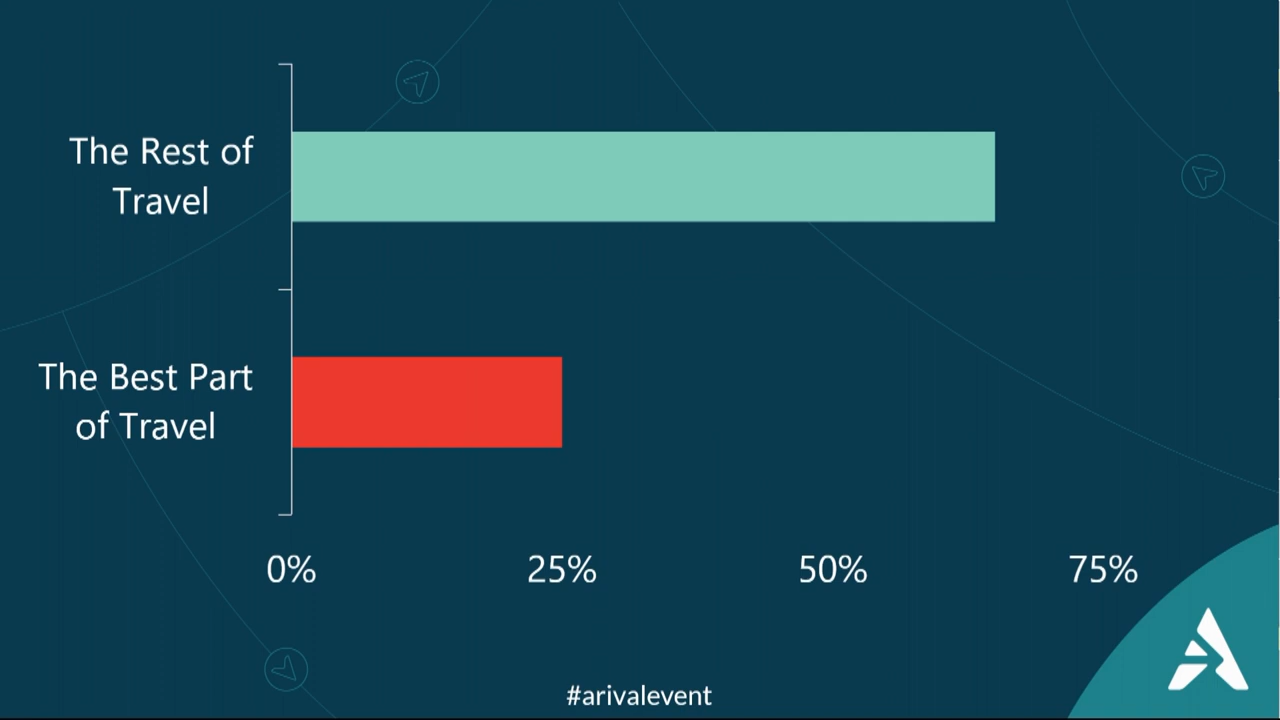 The Rest of
Travel
The Best Part
of Travel
0% 25% 50% 75%
#arivalevent